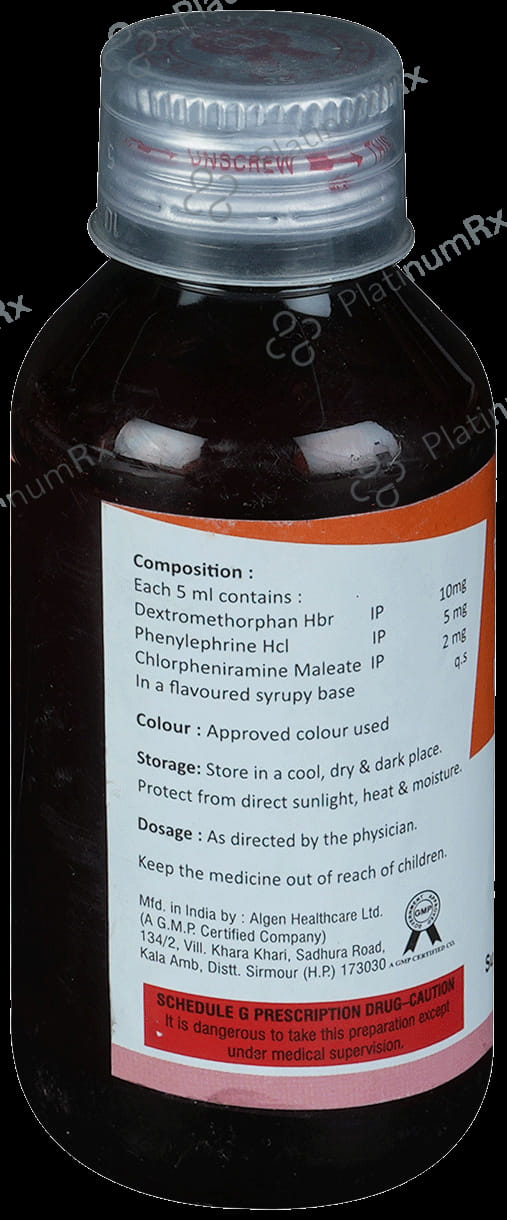 UNSCREW
Composition :
Each 5 ml contains :
Dextromethorphan Hbr IP 10mg
Phenylephrine Hcl IP 5 mg
Chlorpheniramine Maleate IP 2 mg
In a flavoured syrupy base q.s
Colour : Approved colour used
Storage: Store in a cool, dry & dark place.
Protect from direct sunlight, heat & moisture.
Dosage : As directed by the physician.
Keep the medicine out of reach of children.
Mfd. in India by : Algen Healthcare Ltd.
(A G.M.P. Certified Company)
134/2, Vill. Khara Khari, Sadhura Road,
Kala Amb, Distt. Sirmour (H.P.) 173030
GMP
A GMP CERTIFIED CO.
SCHEDULE G PRESCRIPTION DRUG–CAUTION
It is dangerous to take this preparation except
under medical supervision.
PlatinumRx
PlatinumRx
PlatinumRx